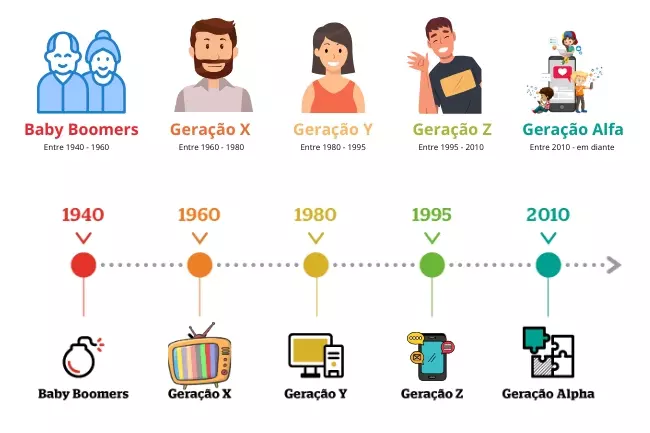 Baby Boomers Geração X Geração Y Geração Z Geração Alfa
Entre 1940 - 1960 Entre 1960 - 1980 Entre 1980 - 1995 Entre 1995 - 2010 Entre 2010 - em diante
1940 1960 1980 1995 2010
Baby Boomers Geração X Geração Y Geração Z Geração Alpha